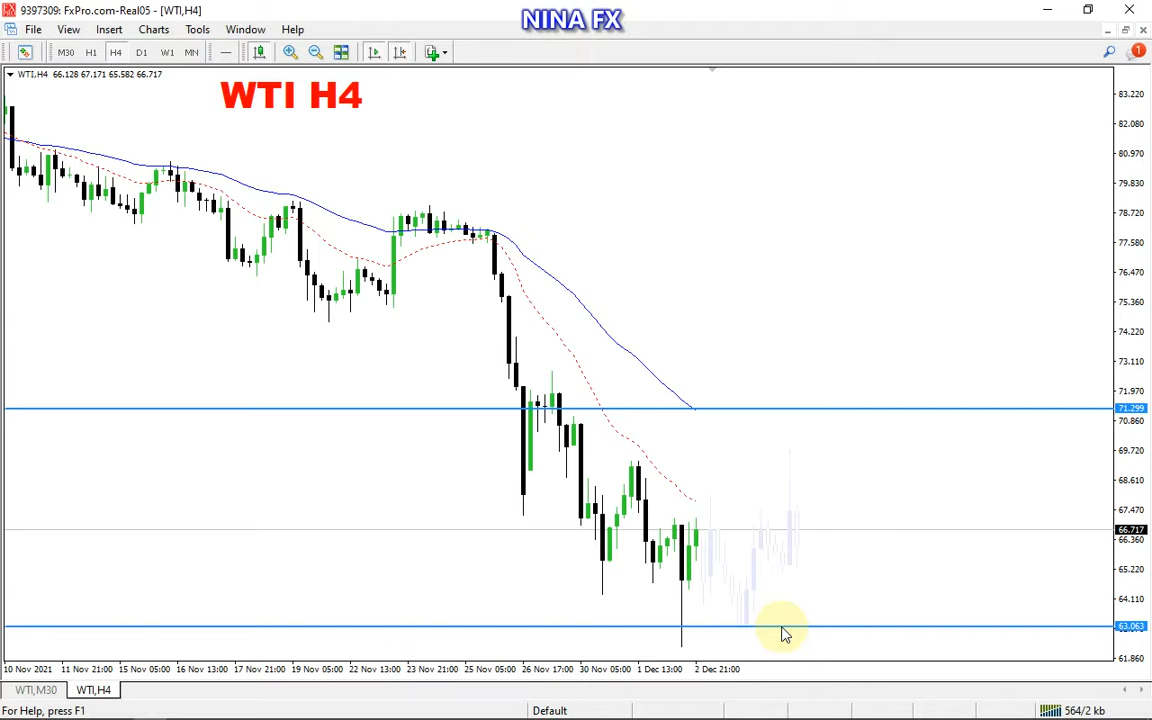 9397309: FxPro.com-Real05 - [WTI,H4]
NINA FX
File View Insert Charts Tools Window Help
M30 H1 H4 D1 W1 MN
1
WTI,H4 66.128 67.171 65.582 66.717
WTI H4
83.220
82.080
80.970
79.830
78.720
77.580
76.470
75.360
74.220
73.110
71.970
71.299
70.860
69.720
68.610
67.470
66.717
66.360
65.220
64.110
63.063
61.860
10 Nov 2021 11 Nov 21:00 15 Nov 05:00 16 Nov 13:00 17 Nov 21:00 19 Nov 05:00 22 Nov 13:00 23 Nov 21:00 25 Nov 05:00 26 Nov 17:00 30 Nov 05:00 1 Dec 13:00 2 Dec 21:00
WTI,M30 WTI,H4
For Help, press F1 Default 564/2 kb